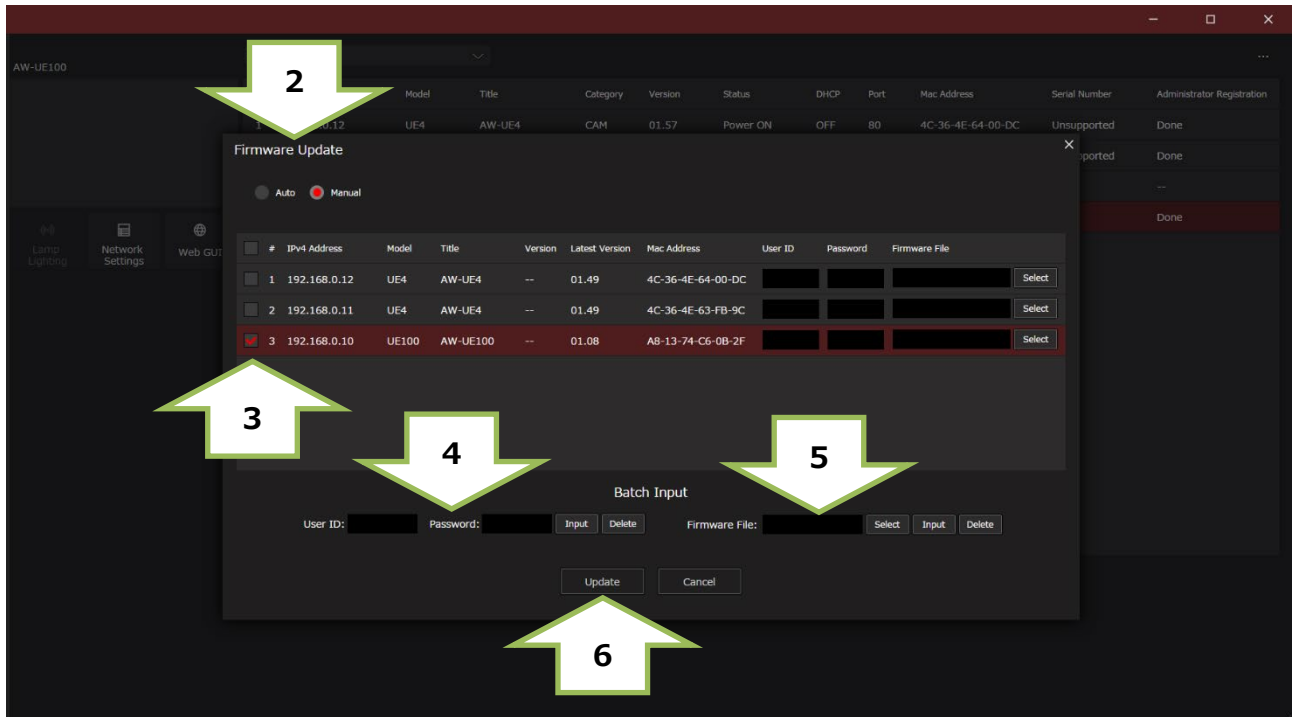 AW-UE100
...
2
Model Title Category Version Status DHCP Port Mac Address Serial Number Administrator Registration
1 0.12 UE4 AW-UE4 CAM 01.57 Power ON OFF 80 4C-36-4E-64-00-DC Unsupported Done
Firmware Update
pported Done
Auto Manual
--
Done
Lamp Lighting
Network Settings
Web GUI
# IPv4 Address Model Title Version Latest Version Mac Address User ID Password Firmware File
1 192.168.0.12 UE4 AW-UE4 -- 01.49 4C-36-4E-64-00-DC Select
2 192.168.0.11 UE4 AW-UE4 -- 01.49 4C-36-4E-63-FB-9C Select
3 192.168.0.10 UE100 AW-UE100 -- 01.08 A8-13-74-C6-0B-2F Select
3
4
5
Batch Input
User ID: Password: Input Delete Firmware File: Select Input Delete
Update Cancel
6